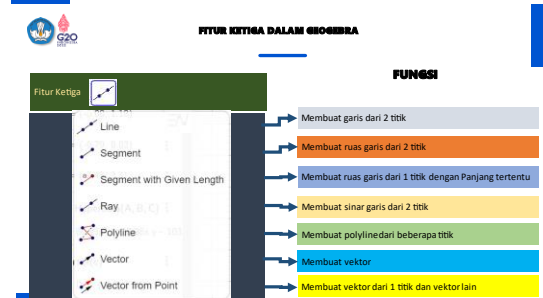 G20
FITUR KETIGA DALAM GEOGEBRA
FUNGSI
Fitur Ketiga
Line
Membuat garis dari 2 titik
Segment
Membuat ruas garis dari 2 titik
Segment with Given Length
Membuat ruas garis dari 1 titik dengan Panjang tertentu
Ray
Membuat sinar garis dari 2 titik
Polyline
Membuat polylinedari beberapa titik
Vector
Membuat vektor
Vector from Point
Membuat vektor dari 1 titik dan vektor lain